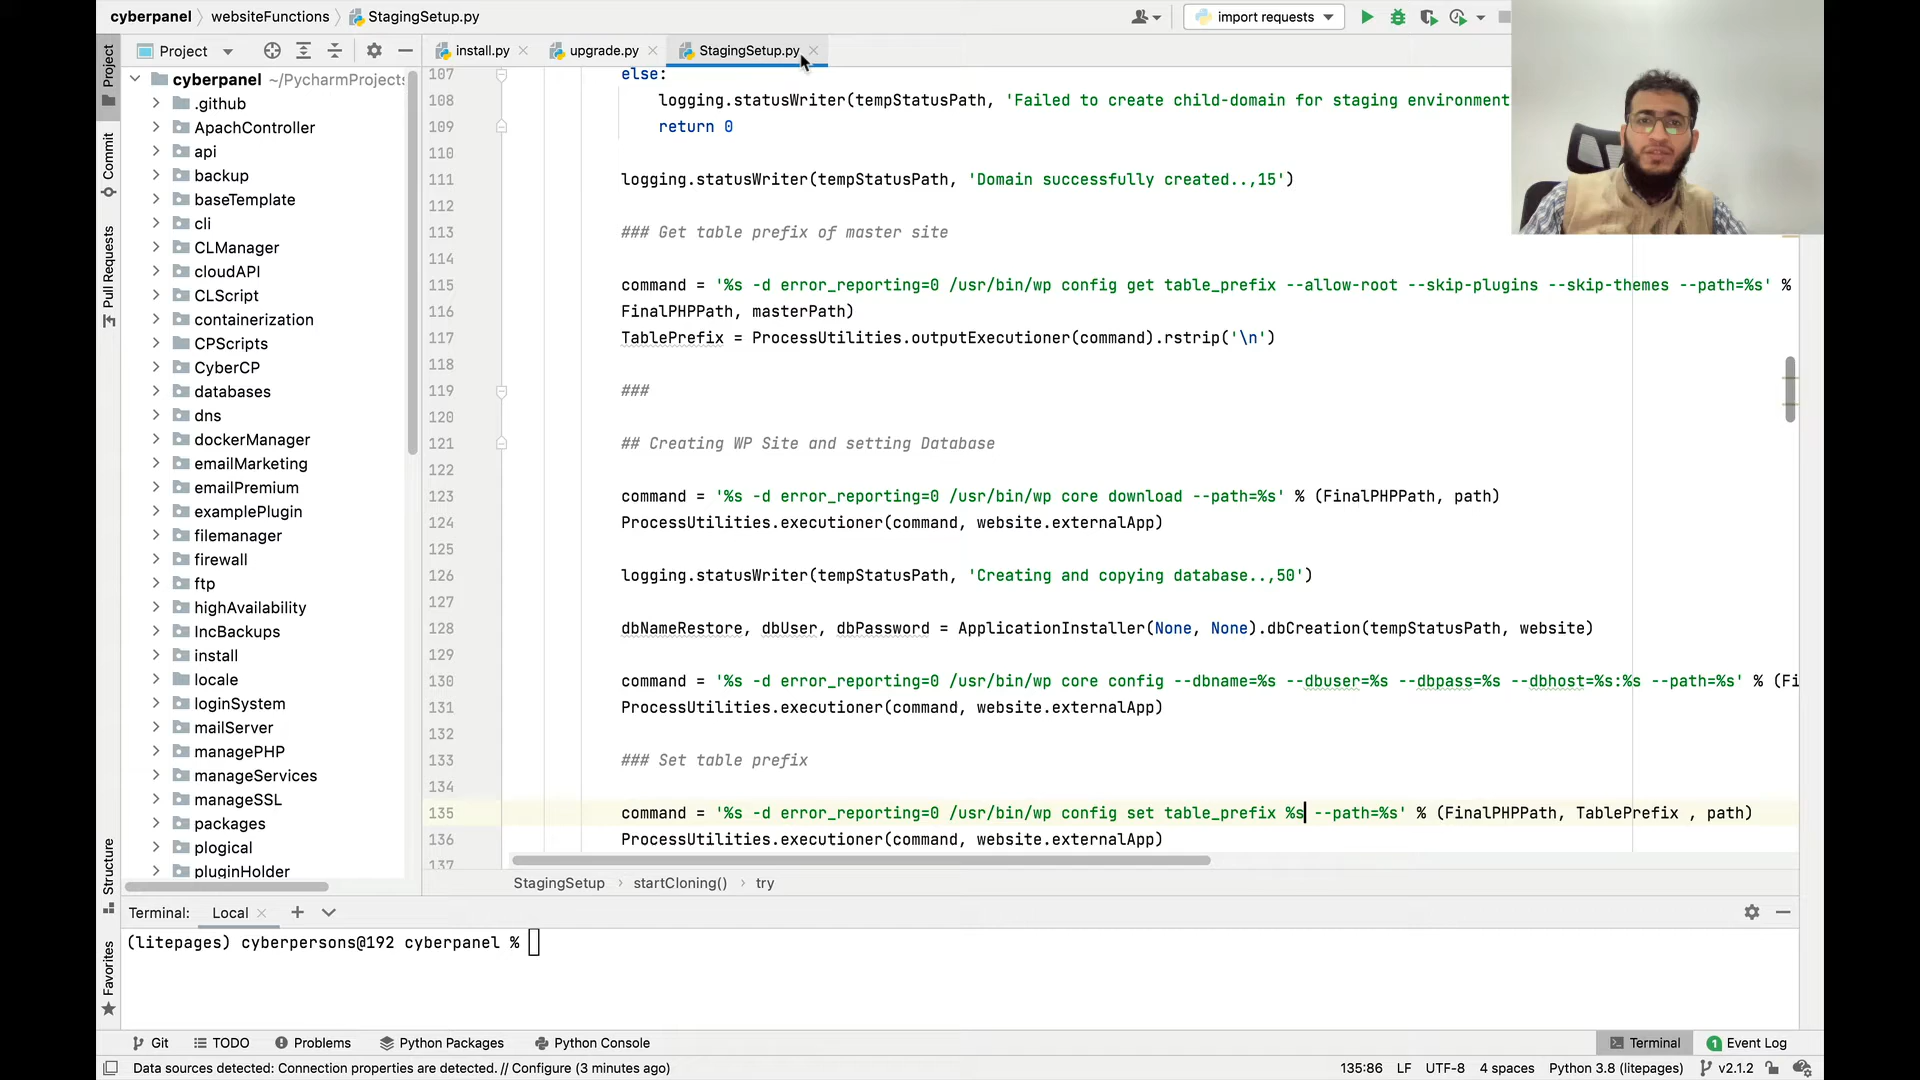 cyberpanel websiteFunctions StagingSetup.py
import requests
Project
install.py
upgrade.py
StagingSetup.py
Project
Commit
Pull Requests
Structure
Favorites
cyberpanel ~/PycharmProjects
.github
ApachController
api
backup
baseTemplate
cli
CLManager
cloudAPI
CLScript
containerization
CPScripts
CyberCP
databases
dns
dockerManager
emailMarketing
emailPremium
examplePlugin
filemanager
firewall
ftp
highAvailability
IncBackups
install
locale
loginSystem
mailServer
managePHP
manageServices
manageSSL
packages
plogical
pluginHolder
107 else:
108 logging.statusWriter(tempStatusPath, 'Failed to create child-domain for staging environment
109 return 0
110
111 logging.statusWriter(tempStatusPath, 'Domain successfully created..,15')
112
113 ### Get table prefix of master site
114
115 command = '%s -d error_reporting=0 /usr/bin/wp config get table_prefix --allow-root --skip-plugins --skip-themes --path=%s' %
116 FinalPHPPath, masterPath)
117 TablePrefix = ProcessUtilities.outputExecutioner(command).rstrip('\n')
118
119 ###
120
121 ## Creating WP Site and setting Database
122
123 command = '%s -d error_reporting=0 /usr/bin/wp core download --path=%s' % (FinalPHPPath, path)
124 ProcessUtilities.executioner(command, website.externalApp)
125
126 logging.statusWriter(tempStatusPath, 'Creating and copying database..,50')
127
128 dbNameRestore, dbUser, dbPassword = ApplicationInstaller(None, None).dbCreation(tempStatusPath, website)
129
130 command = '%s -d error_reporting=0 /usr/bin/wp core config --dbname=%s --dbuser=%s --dbpass=%s --dbhost=%s:%s --path=%s' % (Fi
131 ProcessUtilities.executioner(command, website.externalApp)
132
133 ### Set table prefix
134
135 command = '%s -d error_reporting=0 /usr/bin/wp config set table_prefix %s --path=%s' % (FinalPHPPath, TablePrefix , path)
136 ProcessUtilities.executioner(command, website.externalApp)
137
StagingSetup startCloning() try
Terminal: Local
(litepages) cyberpersons@192 cyberpanel %
Git TODO Problems Python Packages Python Console Terminal 1 Event Log
Data sources detected: Connection properties are detected. // Configure (3 minutes ago) 135:86 LF UTF-8 4 spaces Python 3.8 (litepages) v2.1.2